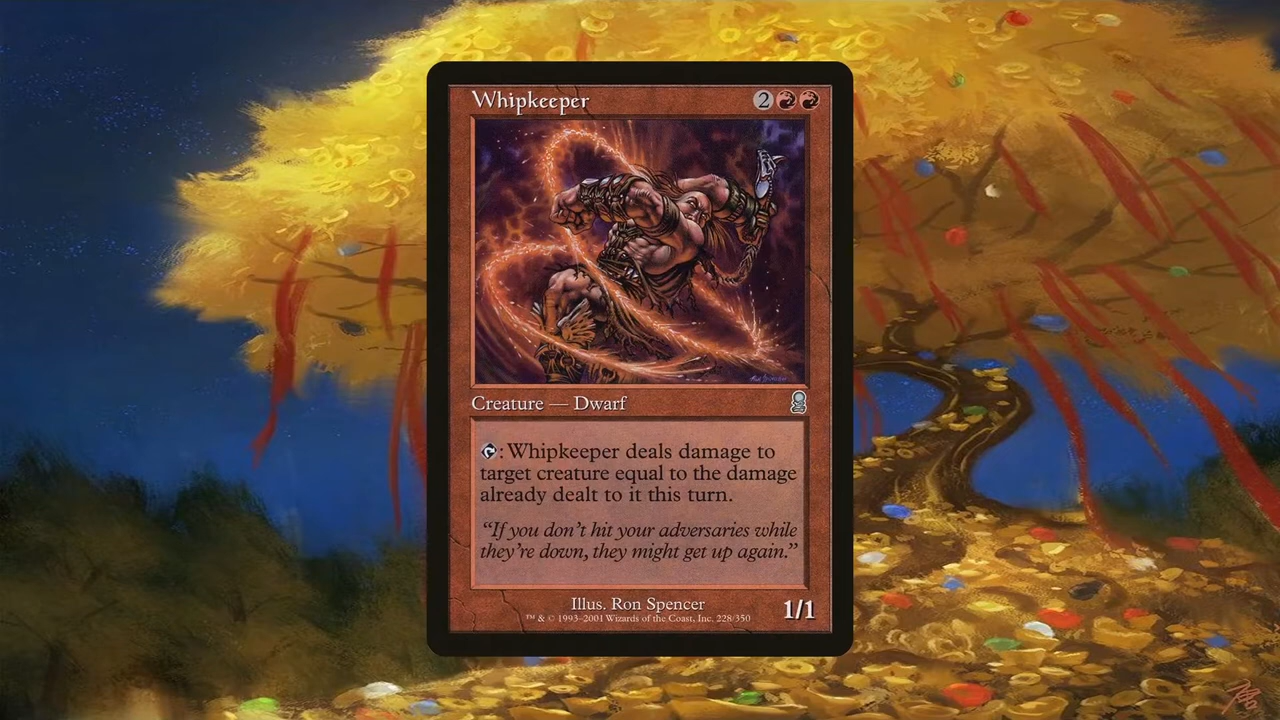 Whipkeeper 2
Creature — Dwarf
: Whipkeeper deals damage to
target creature equal to the damage
already dealt to it this turn.
“If you don’t hit your adversaries while
they’re down, they might get up again.”
Illus. Ron Spencer
™ & © 1993–2001 Wizards of the Coast, Inc. 228/350
1/1